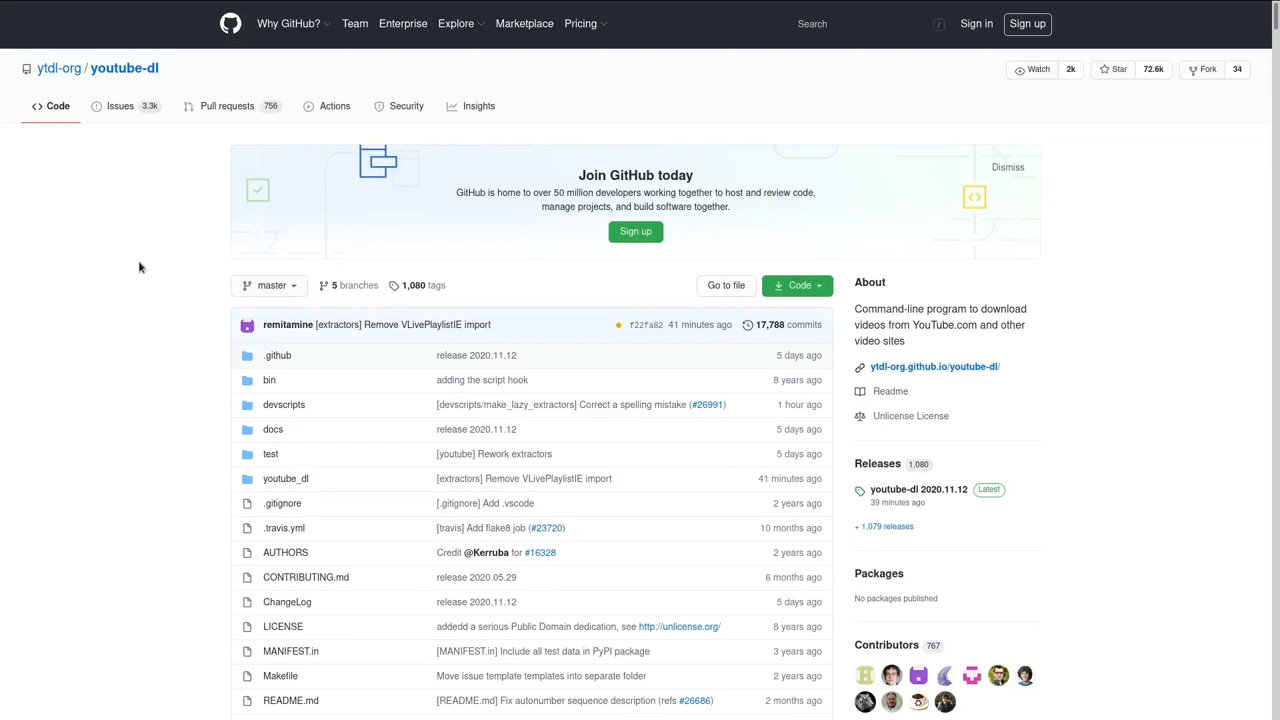 Why GitHub? Team Enterprise Explore Marketplace Pricing Search / Sign in Sign up
ytdl-org / youtube-dl Watch 2k Star 72.6k Fork 34
Code Issues 3.3k Pull requests 756 Actions Security Insights
Join GitHub today
Dismiss
GitHub is home to over 50 million developers working together to host and review code,
manage projects, and build software together.
Sign up
master 5 branches 1,080 tags Go to file Code
remitamine [extractors] Remove VLivePlaylistIE import f22fa82 41 minutes ago 17,788 commits
.github release 2020.11.12 5 days ago
bin adding the script hook 8 years ago
devscripts [devscripts/make_lazy_extractors] Correct a spelling mistake (#26991) 1 hour ago
docs release 2020.11.12 5 days ago
test [youtube] Rework extractors 5 days ago
youtube_dl [extractors] Remove VLivePlaylistIE import 41 minutes ago
.gitignore [.gitignore] Add .vscode 2 years ago
.travis.yml [travis] Add flake8 job (#23720) 10 months ago
AUTHORS Credit @Kerruba for #16328 2 years ago
CONTRIBUTING.md release 2020.05.29 6 months ago
ChangeLog release 2020.11.12 5 days ago
LICENSE addedd a serious Public Domain dedication, see http://unlicense.org/ 8 years ago
MANIFEST.in [MANIFEST.in] Include all test data in PyPI package 3 years ago
Makefile Move issue template templates into separate folder 2 years ago
README.md [README.md] Fix autonumber sequence description (refs #26686) 2 months ago
About
Command-line program to download
videos from YouTube.com and other
video sites
ytdl-org.github.io/youtube-dl/
Readme
Unlicense License
Releases 1,080
youtube-dl 2020.11.12 Latest
39 minutes ago
+ 1,079 releases
Packages
No packages published
Contributors 767